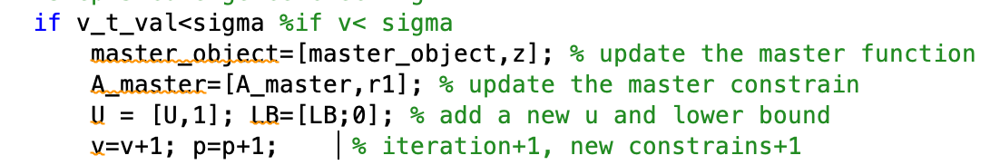 if v_t_val<sigma %if v< sigma
master_object=[master_object,z]; % update the master function
A_master=[A_master,r1]; % update the master constrain
U = [U,1]; LB=[LB;0]; % add a new u and lower bound
v=v+1; p=p+1; % iteration+1, new constrains+1